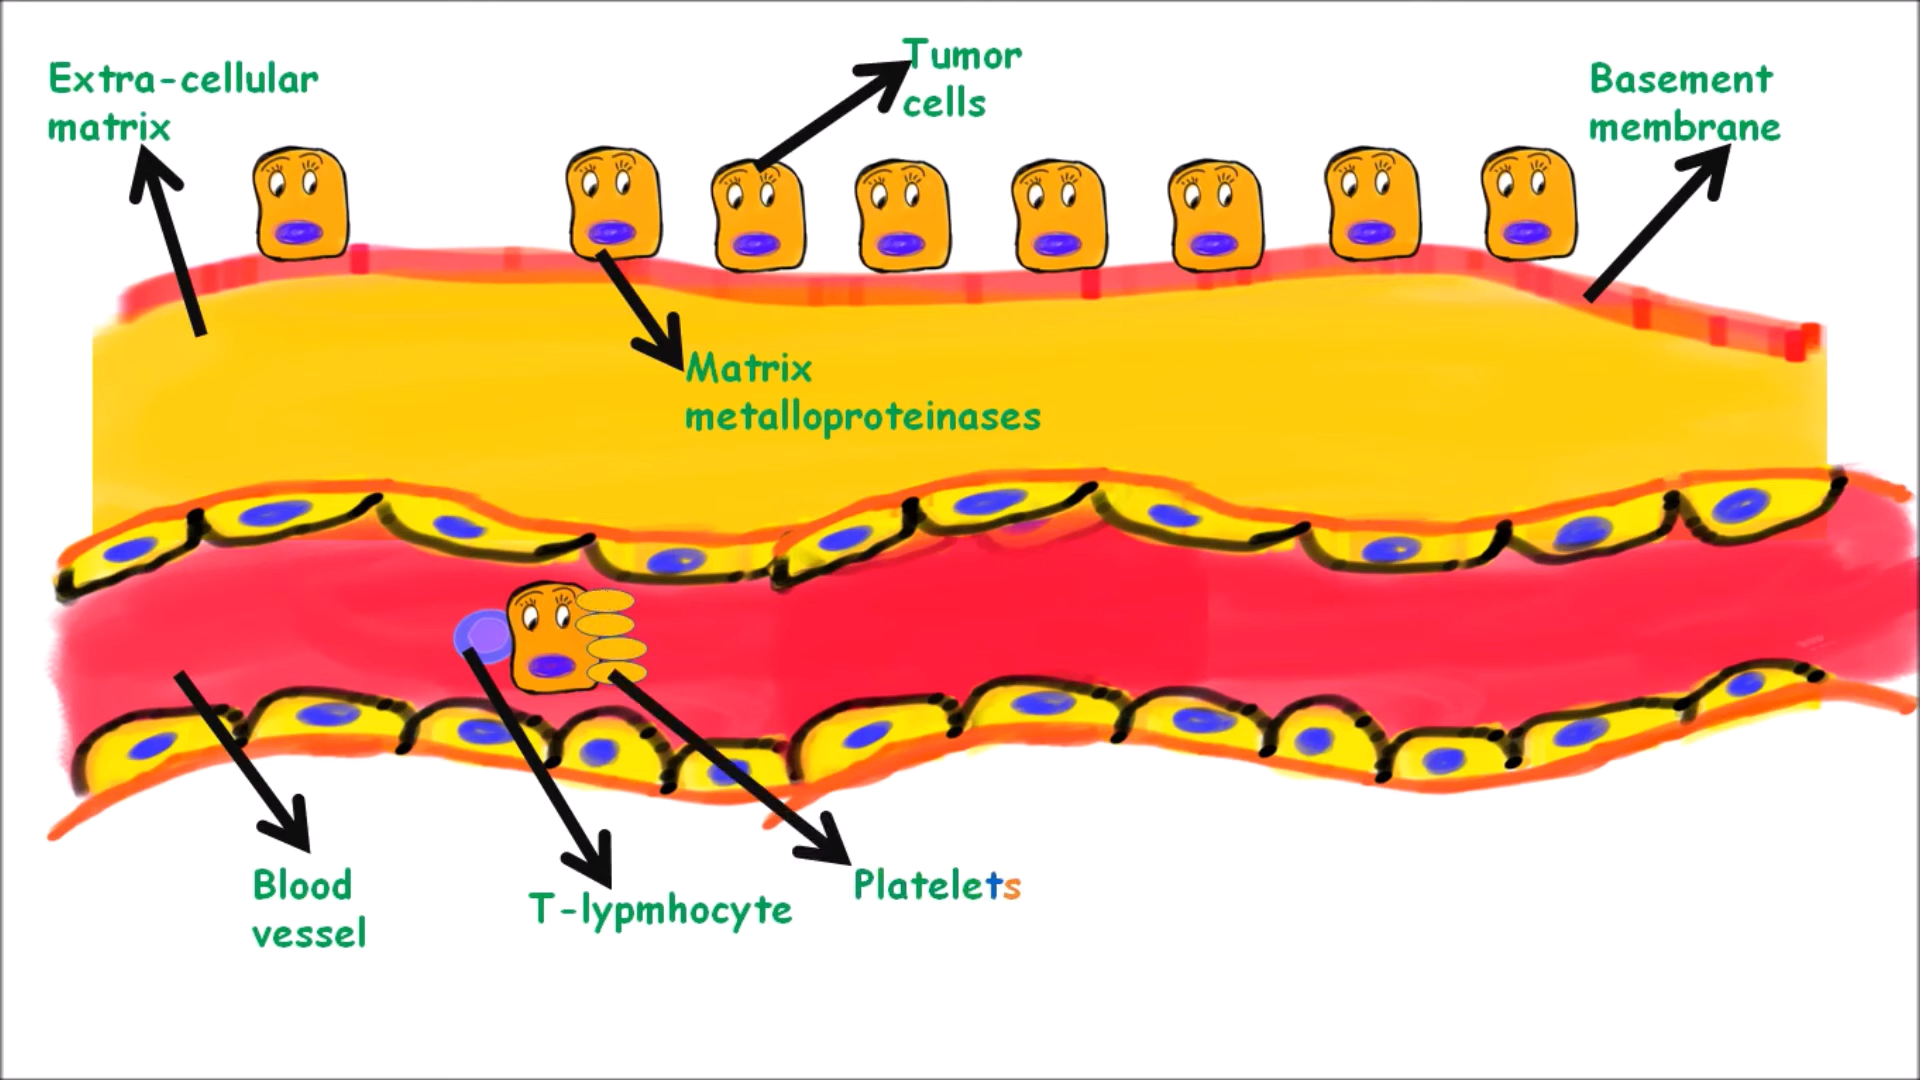 Extra-cellular
matrix
Tumor
cells
Basement
membrane
Matrix
metalloproteinases
Blood
vessel
T-lypmhocyte
Platelets